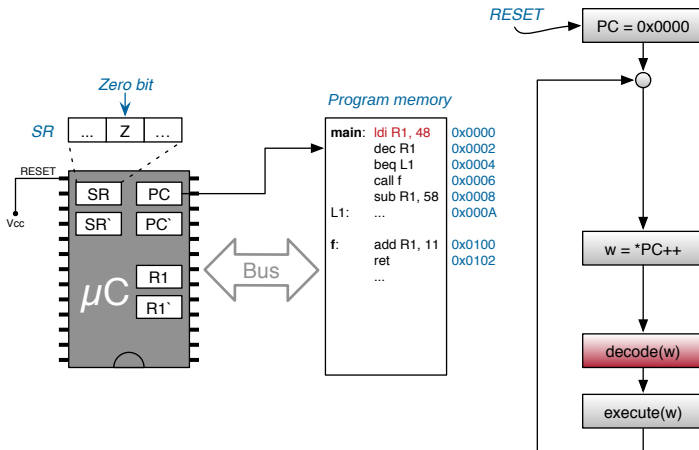 RESET
PC = 0x0000
Zero bit
Program memory
SR
... Z ...
main: ldi R1, 48 0x0000
dec R1 0x0002
beq L1 0x0004
call f 0x0006
sub R1, 58 0x0008
L1: ... 0x000A
f: add R1, 11 0x0100
ret 0x0102
...
RESET
Vcc
SR PC
SR` PC`
R1
R1`
µC
Bus
w = *PC++
decode(w)
execute(w)